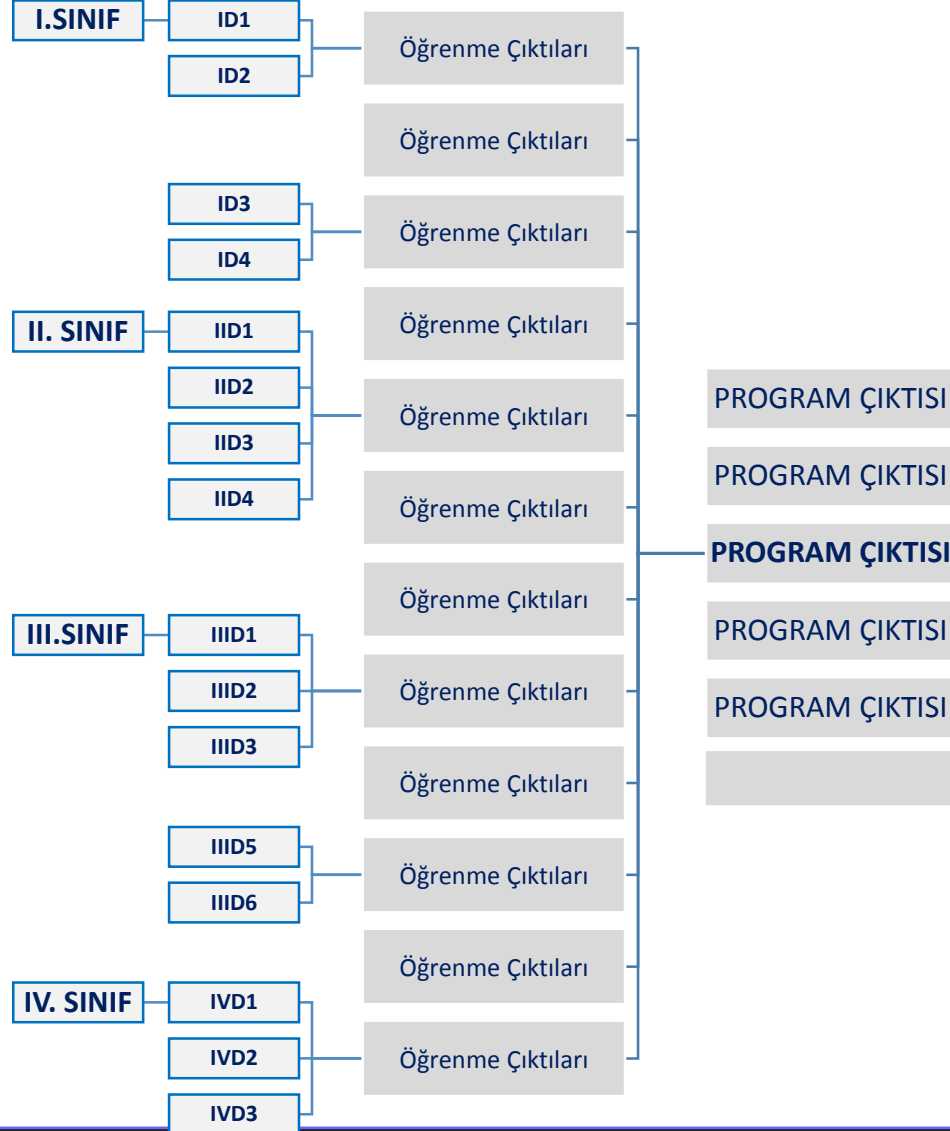 I.SINIF
ID1
ID2
Öğrenme Çıktıları
Öğrenme Çıktıları
ID3
ID4
Öğrenme Çıktıları
Öğrenme Çıktıları
II. SINIF
IID1
IID2
IID3
IID4
Öğrenme Çıktıları
Öğrenme Çıktıları
Öğrenme Çıktıları
III.SINIF
IIID1
IIID2
IIID3
Öğrenme Çıktıları
Öğrenme Çıktıları
IIID5
IIID6
Öğrenme Çıktıları
Öğrenme Çıktıları
IV. SINIF
IVD1
IVD2
IVD3
Öğrenme Çıktıları
PROGRAM ÇIKTISI
PROGRAM ÇIKTISI
PROGRAM ÇIKTISI
PROGRAM ÇIKTISI
PROGRAM ÇIKTISI